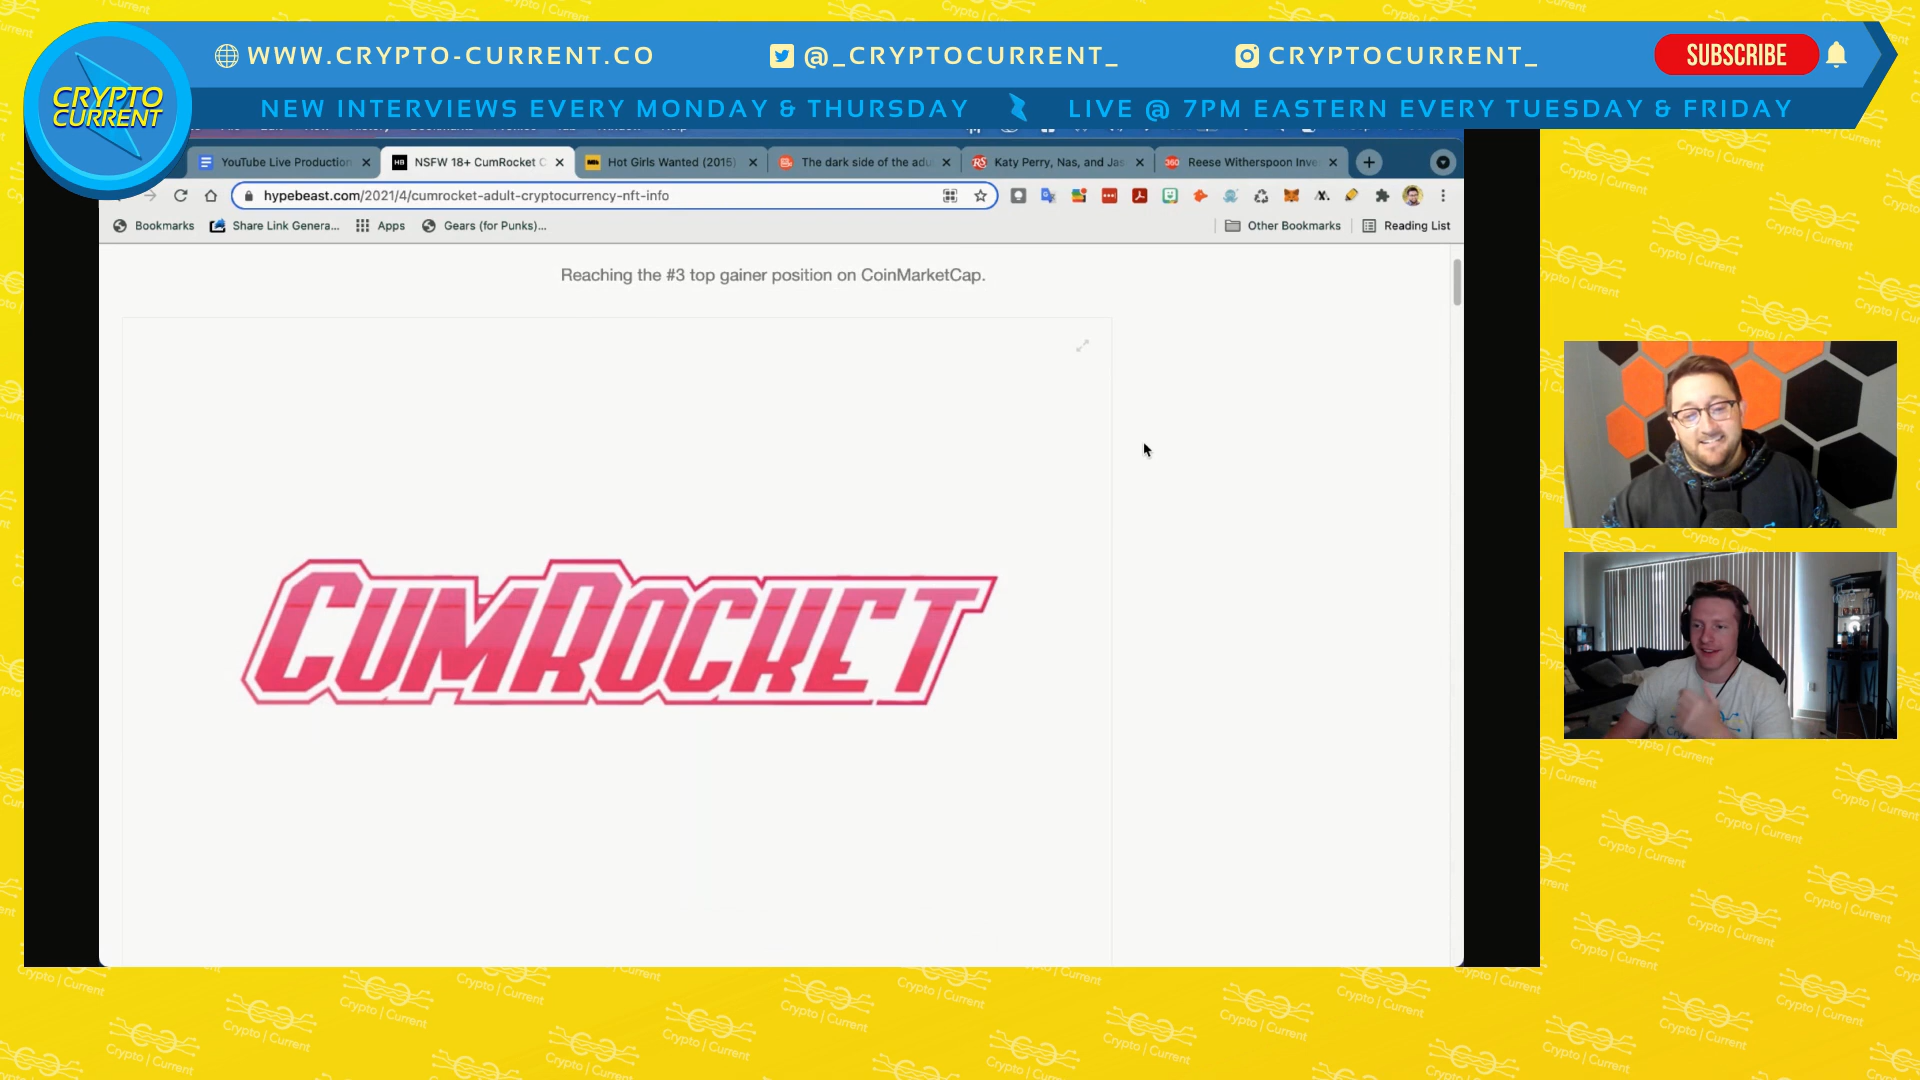 WWW.CRYPTO-CURRENT.CO
@_CRYPTOCURRENT_
CRYPTOCURRENT_
SUBSCRIBE
CRYPTO
CURRENT
NEW INTERVIEWS EVERY MONDAY & THURSDAY
LIVE @ 7PM EASTERN EVERY TUESDAY & FRIDAY
YouTube Live Production
NSFW 18+ CumRocket C
Hot Girls Wanted (2015)
The dark side of the adu
Katy Perry, Nas, and Jas
Reese Witherspoon Inve
hypebeast.com/2021/4/cumrocket-adult-cryptocurrency-nft-info
Bookmarks
Share Link Genera...
Apps
Gears (for Punks)...
Other Bookmarks
Reading List
Reaching the #3 top gainer position on CoinMarketCap.
CUMROCKET
Crypto | Current